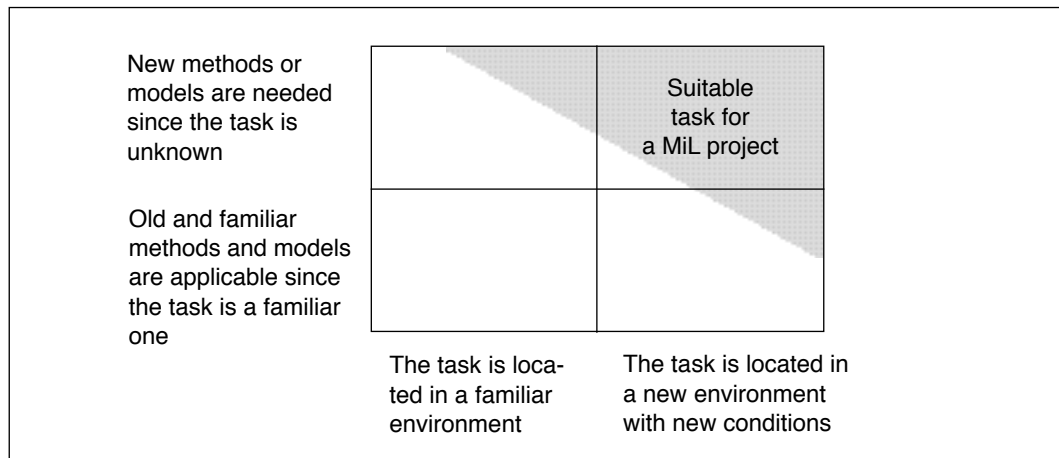 New methods or
models are needed
since the task is
unknown
Suitable
task for
a MiL project
Old and familiar
methods and models
are applicable since
the task is a familiar
one
The task is loca-
ted in a familiar
environment
The task is located in
a new environment
with new conditions